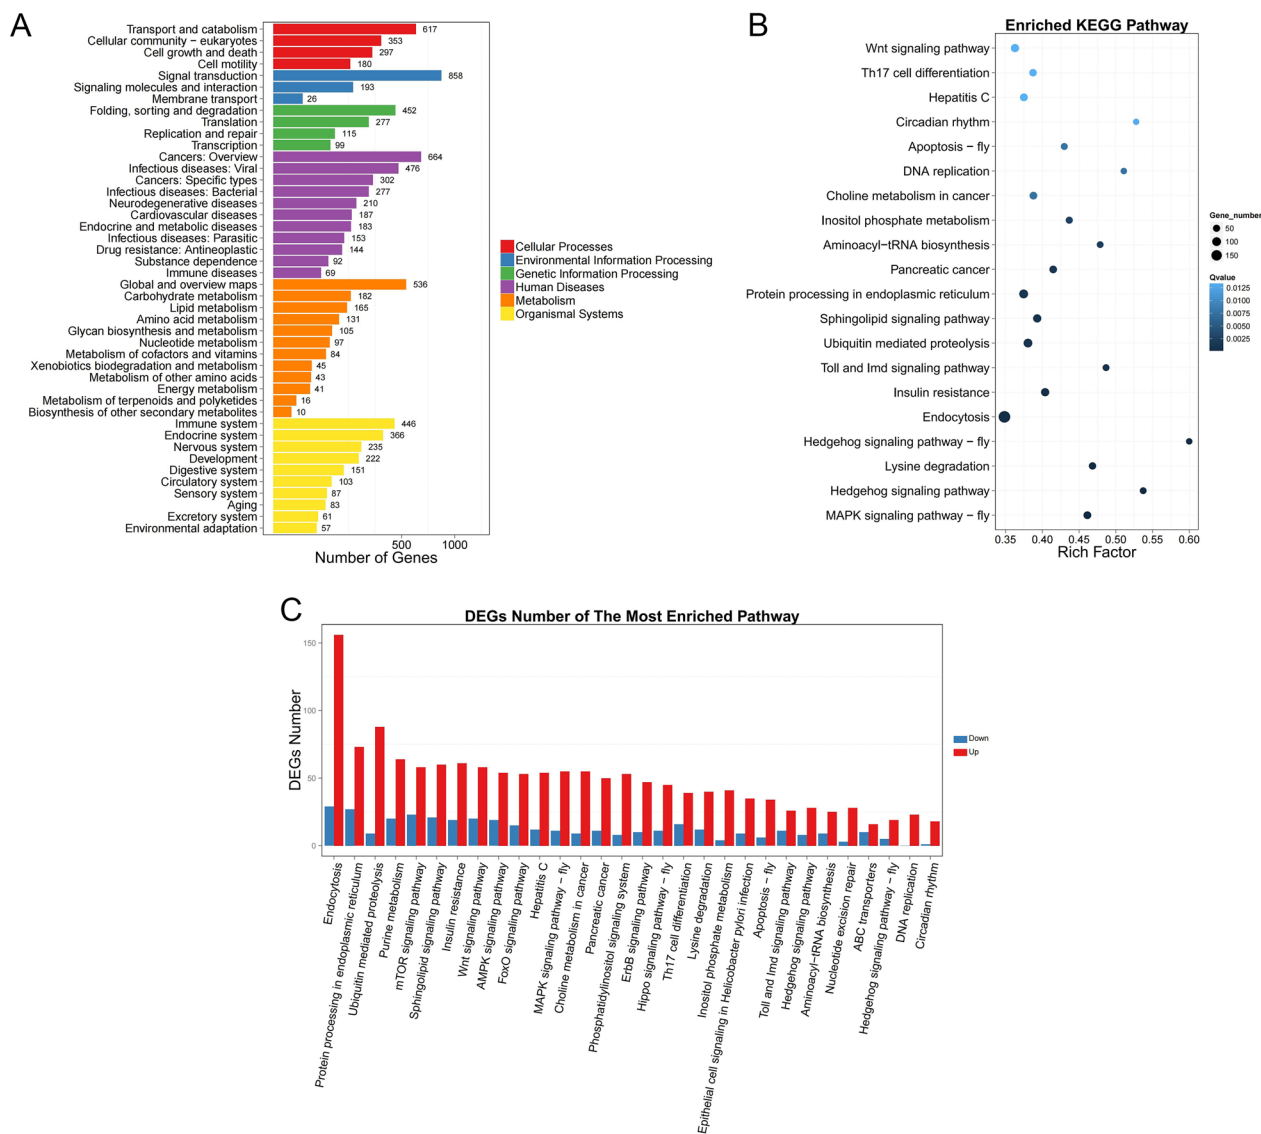 A
Transport and catabolism 617
Cellular community − eukaryotes 353
Cell growth and death 297
Cell motility 180
Signal transduction 858
Signaling molecules and interaction 193
Membrane transport 26
Folding, sorting and degradation 452
Translation 277
Replication and repair 115
Transcription 99
Cancers: Overview 664
Infectious diseases: Viral 476
Cancers: Specific types 302
Infectious diseases: Bacterial 277
Neurodegenerative diseases 210
Cardiovascular diseases 187
Endocrine and metabolic diseases 183
Infectious diseases: Parasitic 153
Drug resistance: Antineoplastic 144
Substance dependence 92
Immune diseases 69
Global and overview maps 536
Carbohydrate metabolism 182
Lipid metabolism 165
Amino acid metabolism 131
Glycan biosynthesis and metabolism 105
Nucleotide metabolism 97
Metabolism of cofactors and vitamins 84
Xenobiotics biodegradation and metabolism 45
Metabolism of other amino acids 43
Energy metabolism 41
Metabolism of terpenoids and polyketides 16
Biosynthesis of other secondary metabolites 10
Immune system 446
Endocrine system 366
Nervous system 235
Development 222
Digestive system 151
Circulatory system 103
Sensory system 87
Aging 83
Excretory system 61
Environmental adaptation 57
500 1000
Number of Genes
Cellular Processes
Environmental Information Processing
Genetic Information Processing
Human Diseases
Metabolism
Organismal Systems
B
Enriched KEGG Pathway
Wnt signaling pathway
Th17 cell differentiation
Hepatitis C
Circadian rhythm
Apoptosis − fly
DNA replication
Choline metabolism in cancer
Inositol phosphate metabolism
Aminoacyl−tRNA biosynthesis
Pancreatic cancer
Protein processing in endoplasmic reticulum
Sphingolipid signaling pathway
Ubiquitin mediated proteolysis
Toll and Imd signaling pathway
Insulin resistance
Endocytosis
Hedgehog signaling pathway − fly
Lysine degradation
Hedgehog signaling pathway
MAPK signaling pathway − fly
0.35 0.40 0.45 0.50 0.55 0.60
Rich Factor
Gene_number
50
100
150
Qvalue
0.0125
0.0100
0.0075
0.0050
0.0025
C
DEGs Number of The Most Enriched Pathway
DEGs Number
150
100
50
0
Down
Up
Endocytosis
Protein processing in endoplasmic reticulum
Ubiquitin mediated proteolysis
Purine metabolism
mTOR signaling pathway
Sphingolipid signaling pathway
Insulin resistance
Wnt signaling pathway
AMPK signaling pathway
FoxO signaling pathway
Hepatitis C
MAPK signaling pathway − fly
Choline metabolism in cancer
Pancreatic cancer
Phosphatidylinositol signaling system
ErbB signaling pathway
Hippo signaling pathway − fly
Th17 cell differentiation
Lysine degradation
Inositol phosphate metabolism
Epithelial cell signaling in Helicobacter pylori infection
Apoptosis − fly
Toll and Imd signaling pathway
Hedgehog signaling pathway
Aminoacyl−tRNA biosynthesis
Nucleotide excision repair
ABC transporters
Hedgehog signaling pathway − fly
DNA replication
Circadian rhythm